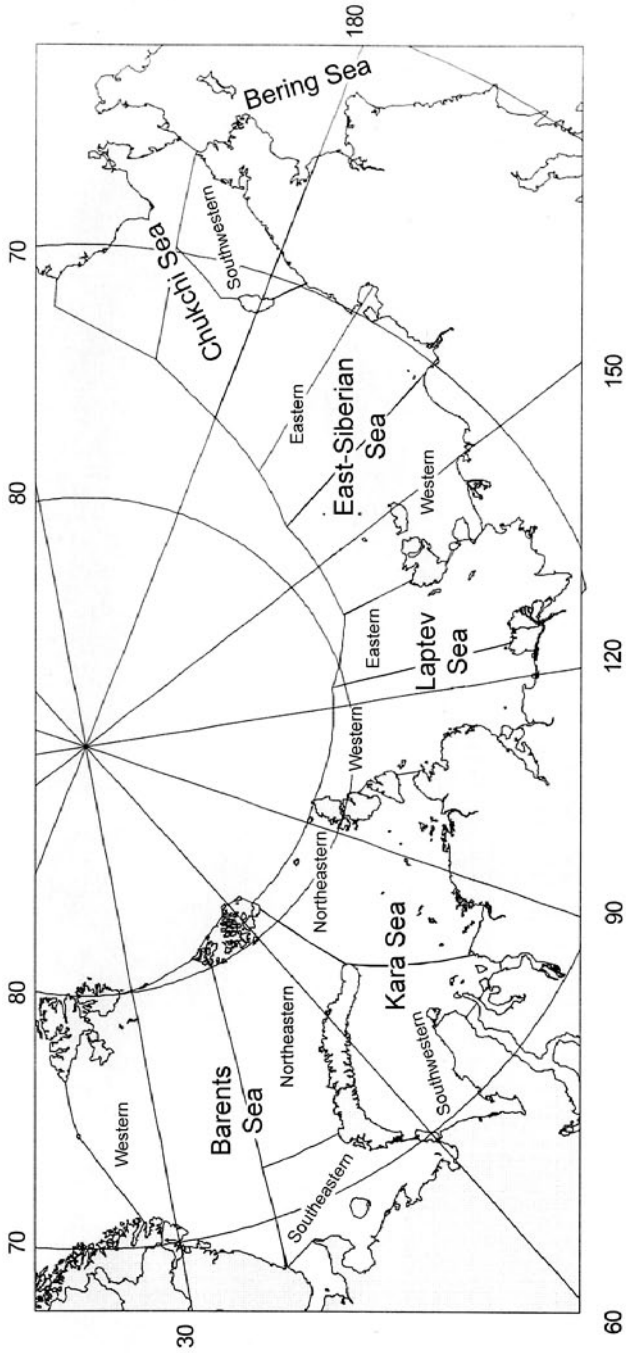 70
80
80
70
180
Bering Sea
Chukchi Sea
Southwestern
Eastern
East-Siberian
Sea
Western
Eastern
Laptev
Sea
Western
Northeastern
Kara Sea
Southwestern
Northeastern
Barents
Sea
Western
Southeastern
30
60
90
120
150